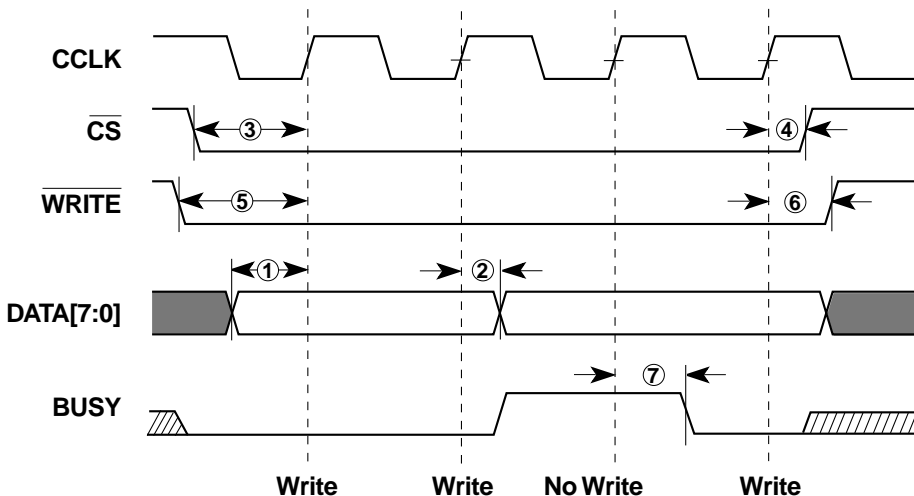 CCLK
CS ③ ④
WRITE ⑤ ⑥
① ②
DATA[7:0]
⑦
BUSY
Write Write No Write Write